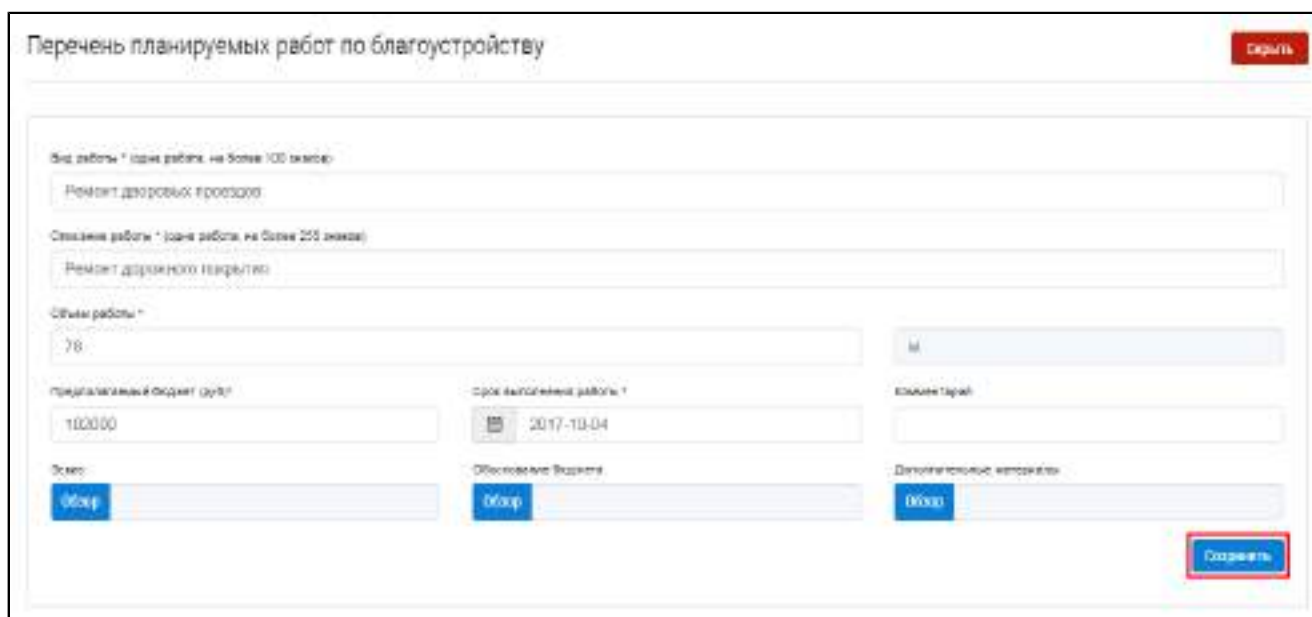 Перечень планируемых работ по благоустройству
Скрыть
Вид работы * (одна работа, не более 100 знаков)
Ремонт дворовых проездов
Описание работы * (одна работа, не более 255 знаков)
Ремонт дорожного покрытия
Объем работы *
78
м
Предполагаемый бюджет (руб)*
Срок выполнения работы *
Комментарий
102000
2017-10-04
Эскиз
Обоснование бюджета
Дополнительные материалы
Обзор
Обзор
Обзор
Сохранить